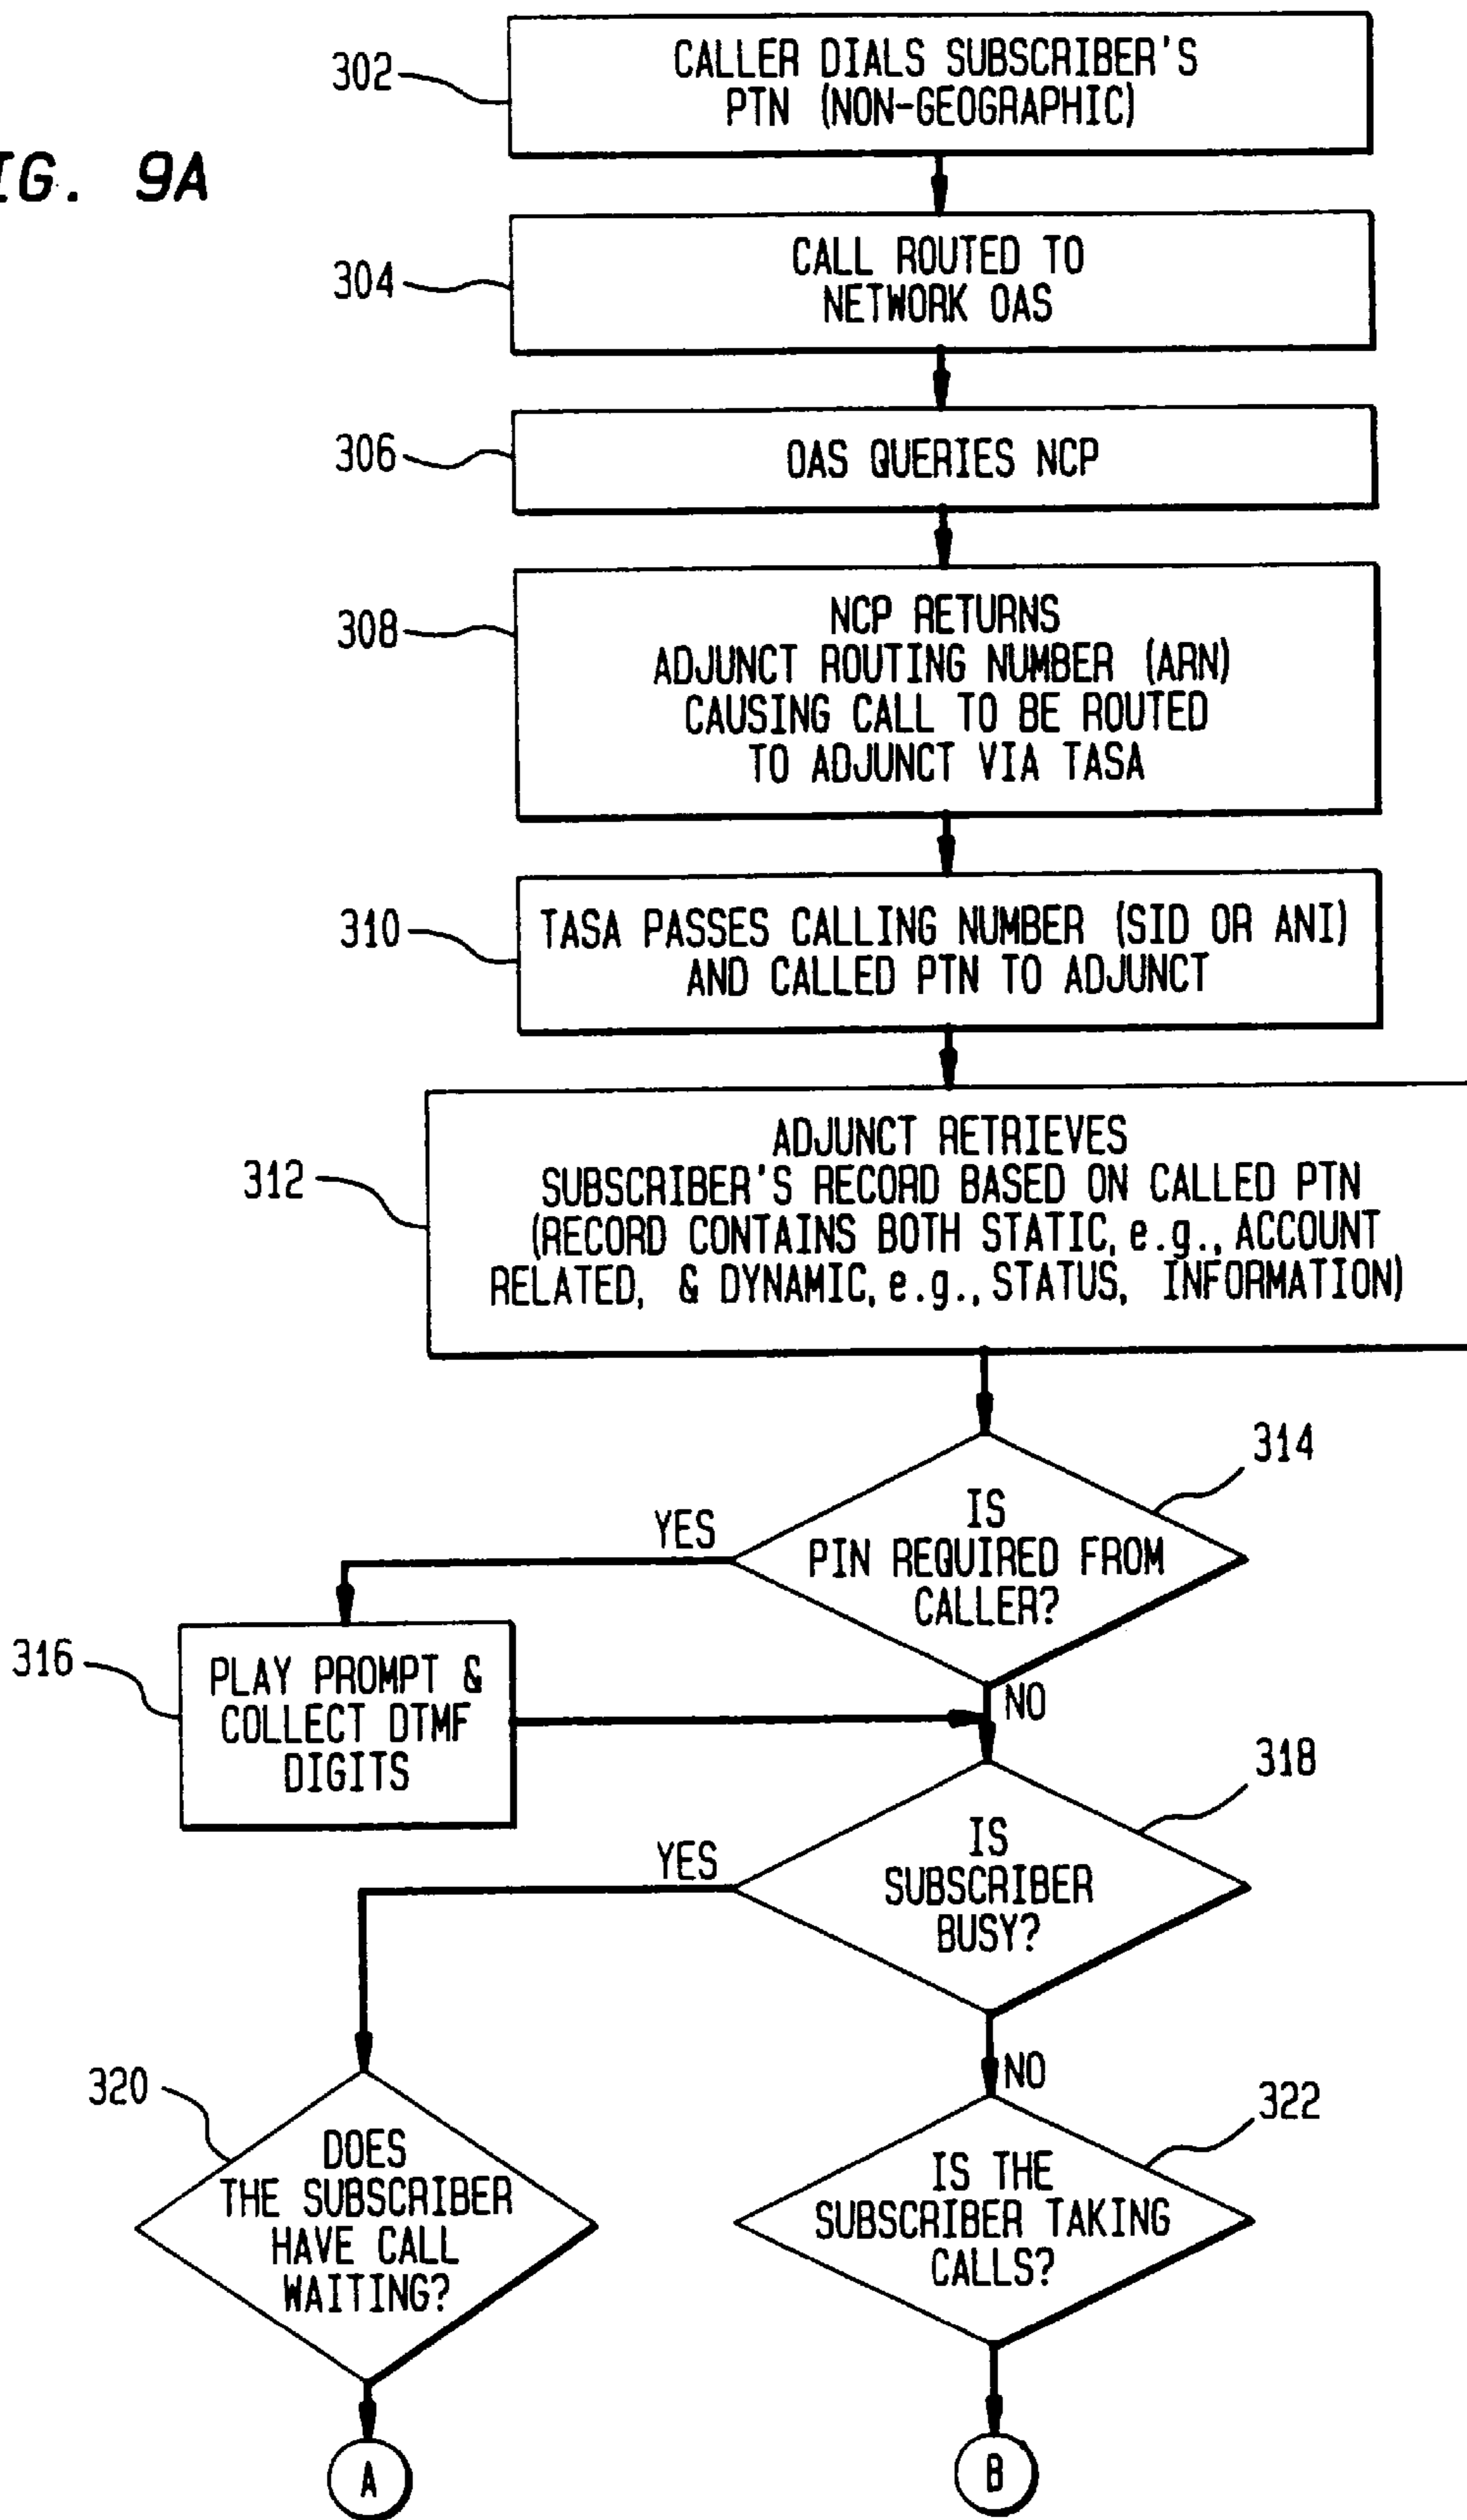 302
CALLER DIALS SUBSCRIBER'S
PTN (NON-GEOGRAPHIC)
IG. 9A
304
CALL ROUTED TO
NETWORK OAS
306
OAS QUERIES NCP
308
NCP RETURNS
ADJUNCT ROUTING NUMBER (ARN)
CAUSING CALL TO BE ROUTED
TO ADJUNCT VIA TASA
310
TASA PASSES CALLING NUMBER (SID OR ANI)
AND CALLED PTN TO ADJUNCT
312
ADJUNCT RETRIEVES
SUBSCRIBER'S RECORD BASED ON CALLED PTN
(RECORD CONTAINS BOTH STATIC, e.g., ACCOUNT
RELATED, & DYNAMIC, e.g., STATUS, INFORMATION)
314
IS
PIN REQUIRED FROM
CALLER?
YES
NO
316
PLAY PROMPT &
COLLECT DTMF
DIGITS
318
IS
SUBSCRIBER
BUSY?
YES
NO
320
DOES
THE SUBSCRIBER
HAVE CALL
WAITING?
322
IS THE
SUBSCRIBER TAKING
CALLS?
A
B